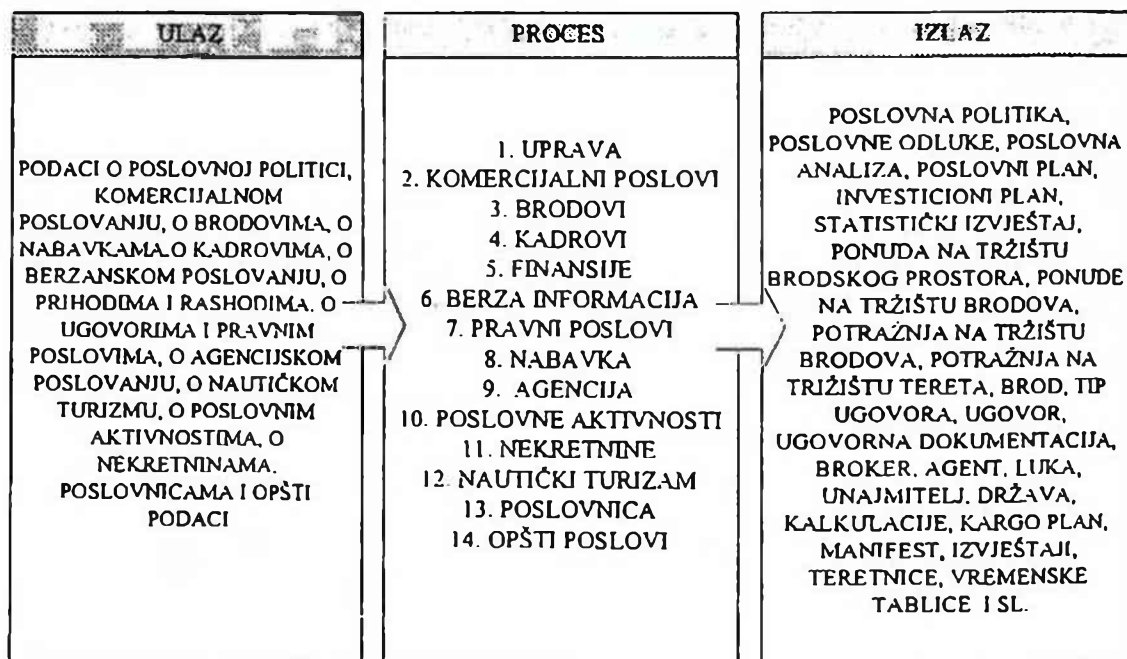 ULAZ
PODACI O POSLOVNOJ POLITICI,
KOMERCIJALNOM
POSLOVANJU, O BRODOVIMA, O
NABAVKAMA.O KADROVIMA, O
BERZANSKOM POSLOVANJU, O
PRIHODIMA I RASHODIMA. O
UGOVORIMA I PRAVNIM
POSLOVIMA, O AGENCIJSKOM
POSLOVANJU, O NAUTIČKOM
TURIZMU, O POSLOVNIM
AKTIVNOSTIMA, O
NEKRETNINAMA.
POSLOVNICAMA I OPŠTI
PODACI
PROCES
1. UPRAVA
2. KOMERCIJALNI POSLOVI
3. BRODOVI
4. KADROVI
5. FINANSIJE
6. BERZA INFORMACIJA
7. PRAVNI POSLOVI
8. NABAVKA
9. AGENCIJA
10. POSLOVNE AKTIVNOSTI
11. NEKRETNINE
12. NAUTIČKI TURIZAM
13. POSLOVNICA
14. OPŠTI POSLOVI
IZLAZ
POSLOVNA POLITIKA,
POSLOVNE ODLUKE, POSLOVNA
ANALIZA, POSLOVNI PLAN,
INVESTICIONI PLAN,
STATISTIČKI IZVJEŠTAJ,
PONUDA NA TRŽIŠTU
BRODSKOG PROSTORA, PONUDE
NA TRŽIŠTU BRODOVA,
POTRAŽNJA NA TRŽIŠTU
BRODOVA, POTRAŽNJA NA
TRIŽIŠTU TERETA, BROD, TIP
UGOVORA, UGOVOR,
UGOVORNA DOKUMENTACIJA,
BROKER, AGENT, LUKA,
UNAJMITELJ, DRŽAVA,
KALKULACIJE, KARGO PLAN,
MANIFEST, IZVJEŠTAJI,
TERETNICE, VREMENSKE
TABLICE I SL.